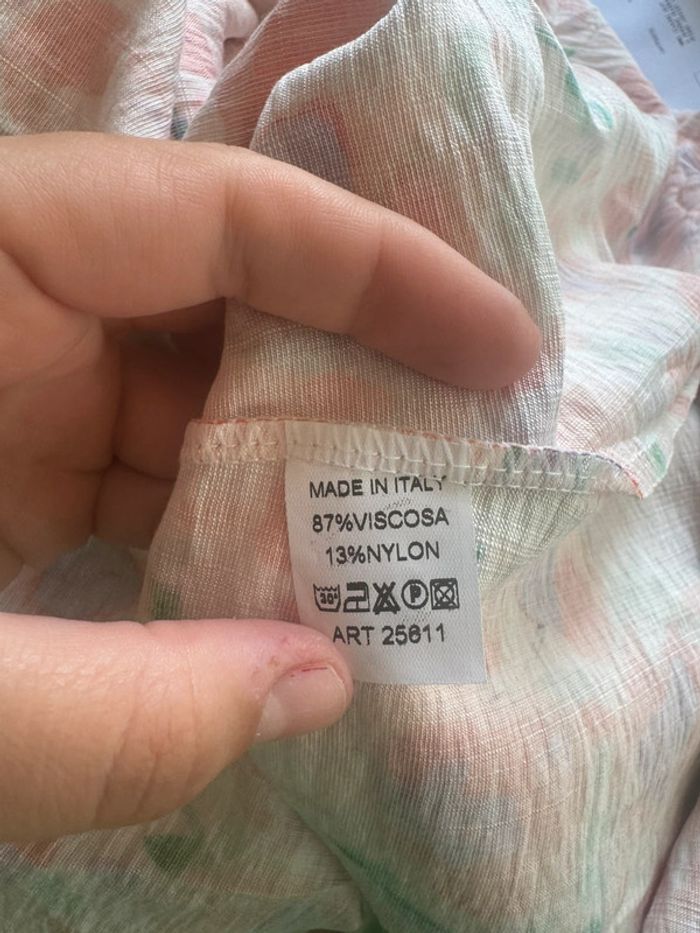 MADE IN ITALY
87%VISCOSA
13%NYLON
30°
P
ART 25611